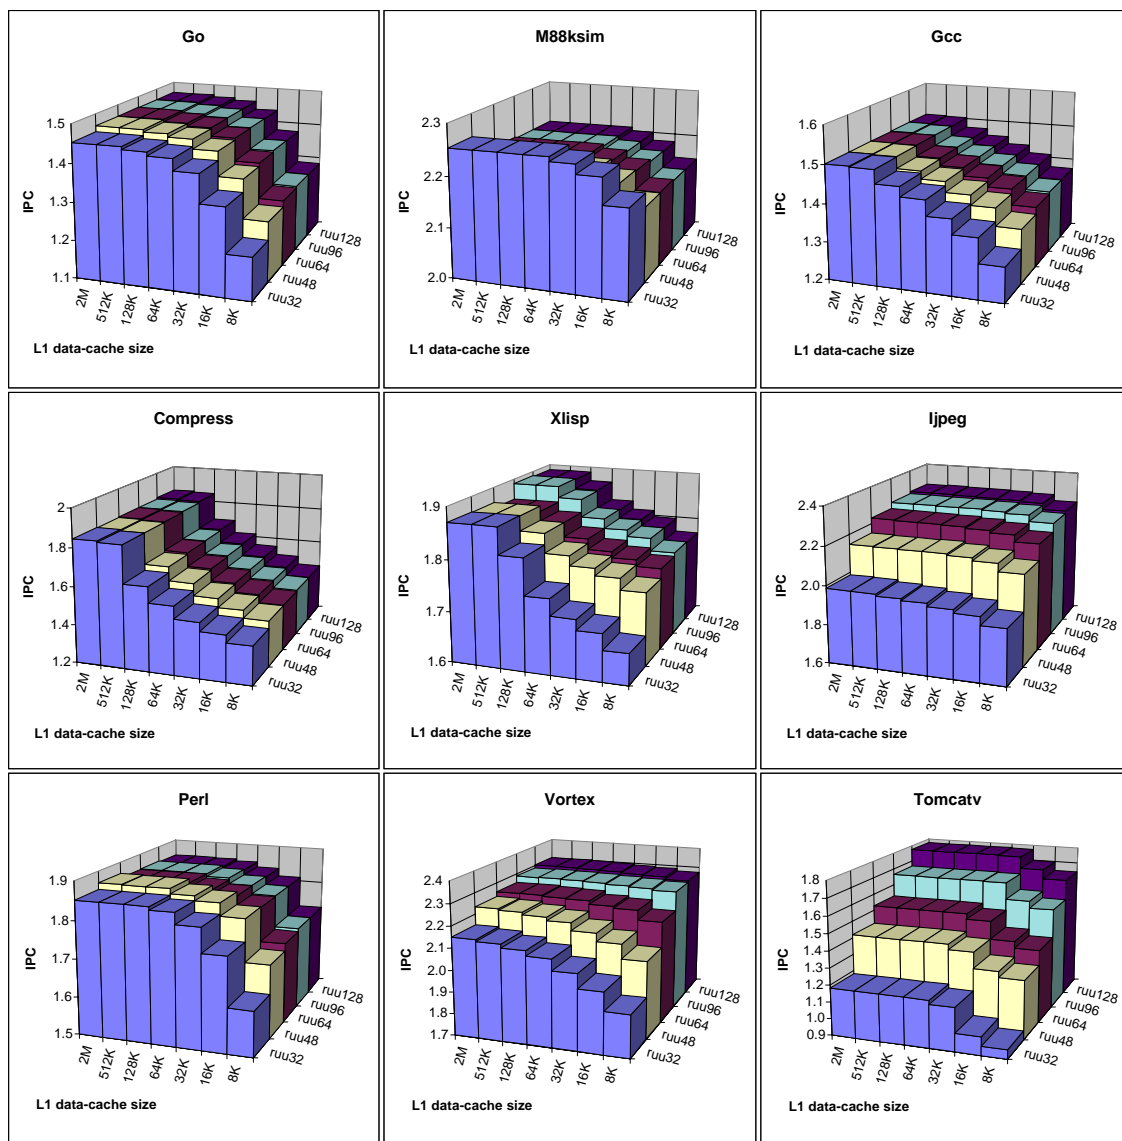 Go
1.5
1.4
1.3
1.2
1.1
IPC
2M
512K
128K
64K
32K
16K
8K
ruu128
ruu96
ruu64
ruu48
ruu32
L1 data-cache size
M88ksim
2.3
2.2
2.1
2.0
IPC
2M
512K
128K
64K
32K
16K
8K
ruu128
ruu96
ruu64
ruu48
ruu32
L1 data-cache size
Gcc
1.6
1.5
1.4
1.3
1.2
IPC
2M
512K
128K
64K
32K
16K
8K
ruu128
ruu96
ruu64
ruu48
ruu32
L1 data-cache size
Compress
2
1.8
1.6
1.4
1.2
IPC
2M
512K
128K
64K
32K
16K
8K
ruu128
ruu96
ruu64
ruu48
ruu32
L1 data-cache size
Xlisp
1.9
1.8
1.7
1.6
IPC
2M
512K
128K
64K
32K
16K
8K
ruu128
ruu96
ruu64
ruu48
ruu32
L1 data-cache size
Ijpeg
2.4
2.2
2.0
1.8
1.6
IPC
2M
512K
128K
64K
32K
16K
8K
ruu128
ruu96
ruu64
ruu48
ruu32
L1 data-cache size
Perl
1.9
1.8
1.7
1.6
1.5
IPC
2M
512K
128K
64K
32K
16K
8K
ruu128
ruu96
ruu64
ruu48
ruu32
L1 data-cache size
Vortex
2.4
2.3
2.2
2.1
2.0
1.9
1.8
1.7
IPC
2M
512K
128K
64K
32K
16K
8K
ruu128
ruu96
ruu64
ruu48
ruu32
L1 data-cache size
Tomcatv
1.8
1.7
1.6
1.5
1.4
1.3
1.2
1.1
1.0
0.9
IPC
2M
512K
128K
64K
32K
16K
8K
ruu128
ruu96
ruu64
ruu48
ruu32
L1 data-cache size